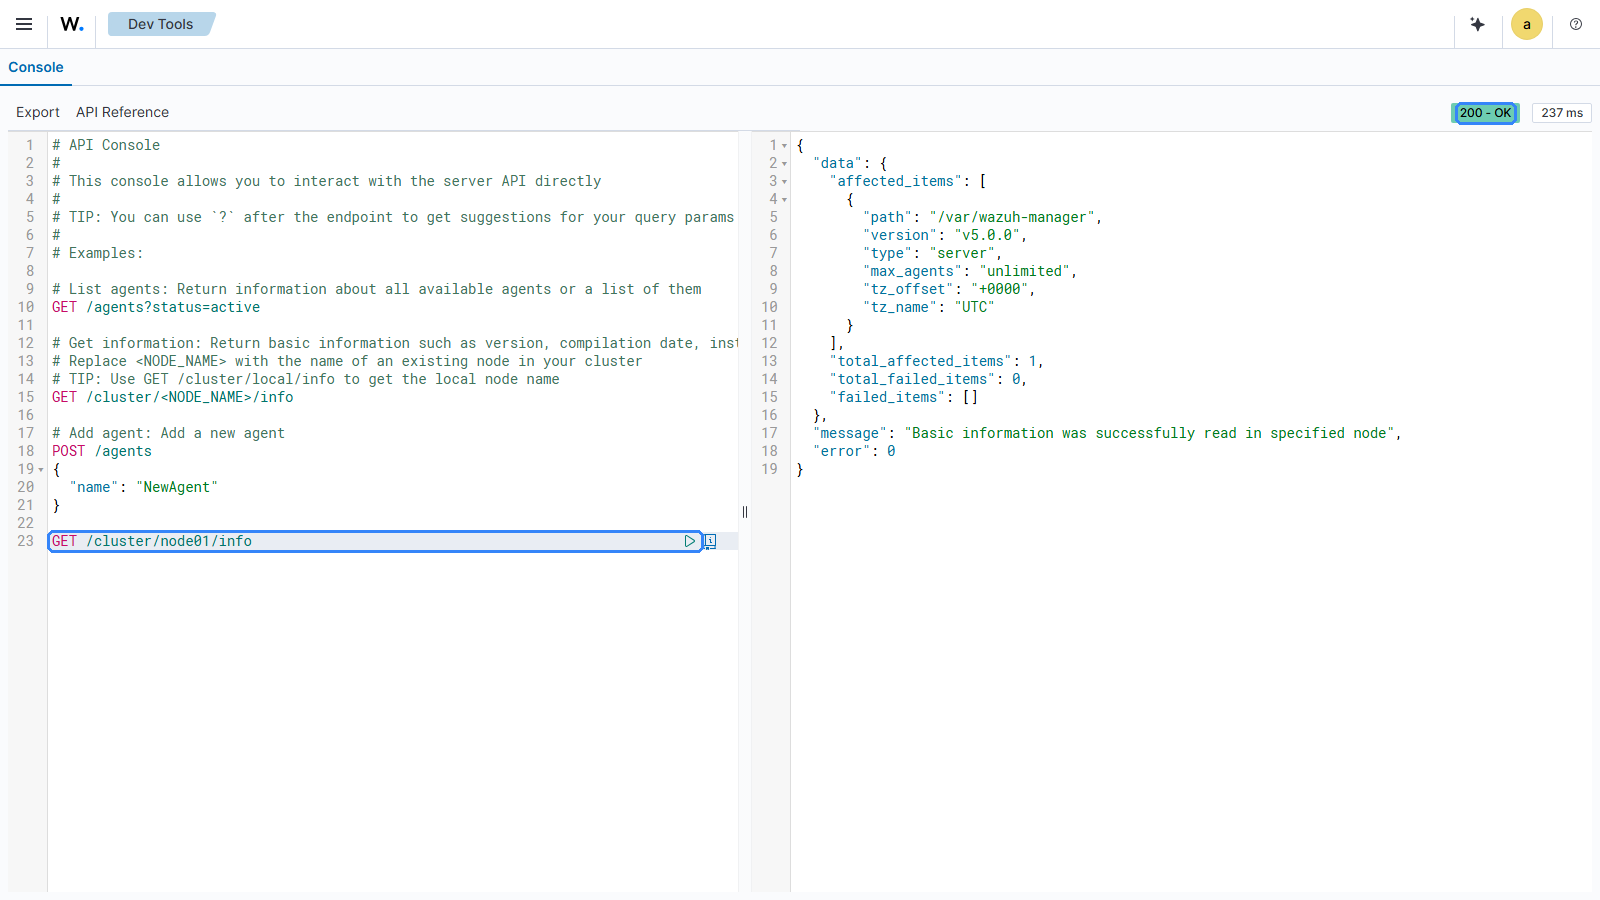 W.
Dev Tools
a
Console
Export API Reference
200 - OK
237 ms
1 # API Console
2 #
3 # This console allows you to interact with the server API directly
4 #
5 # TIP: You can use `?` after the endpoint to get suggestions for your query params
6 #
7 # Examples:
8
9 # List agents: Return information about all available agents or a list of them
10 GET /agents?status=active
11
12 # Get information: Return basic information such as version, compilation date, inst
13 # Replace <NODE_NAME> with the name of an existing node in your cluster
14 # TIP: Use GET /cluster/local/info to get the local node name
15 GET /cluster/<NODE_NAME>/info
16
17 # Add agent: Add a new agent
18 POST /agents
19 {
20 "name": "NewAgent"
21 }
22
23 GET /cluster/node01/info
1 {
2 "data": {
3 "affected_items": [
4 {
5 "path": "/var/wazuh-manager",
6 "version": "v5.0.0",
7 "type": "server",
8 "max_agents": "unlimited",
9 "tz_offset": "+0000",
10 "tz_name": "UTC"
11 }
12 ],
13 "total_affected_items": 1,
14 "total_failed_items": 0,
15 "failed_items": []
16 },
17 "message": "Basic information was successfully read in specified node",
18 "error": 0
19 }